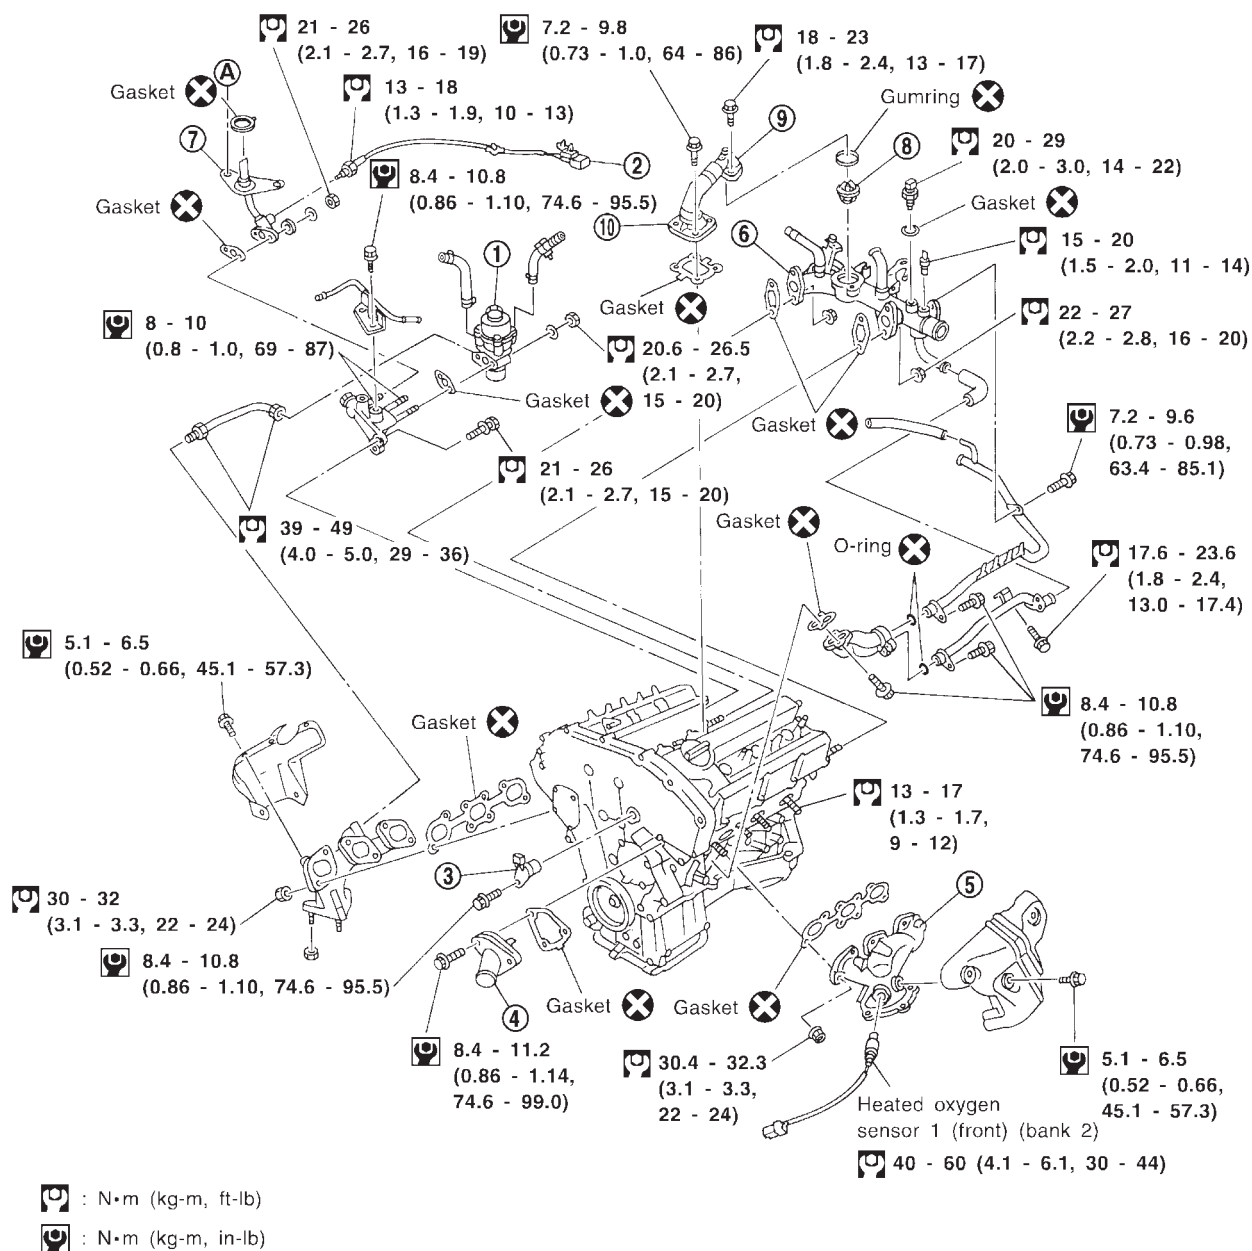 21 - 26
(2.1 - 2.7, 16 - 19)
7.2 - 9.8
(0.73 - 1.0, 64 - 86)
18 - 23
(1.8 - 2.4, 13 - 17)
A
Gasket
13 - 18
(1.3 - 1.9, 10 - 13)
Gumring
7
2
9
8
20 - 29
(2.0 - 3.0, 14 - 22)
8.4 - 10.8
(0.86 - 1.10, 74.6 - 95.5)
Gasket
Gasket
10
6
1
15 - 20
(1.5 - 2.0, 11 - 14)
Gasket
22 - 27
(2.2 - 2.8, 16 - 20)
8 - 10
(0.8 - 1.0, 69 - 87)
20.6 - 26.5
(2.1 - 2.7,
15 - 20)
Gasket
Gasket
7.2 - 9.6
(0.73 - 0.98,
63.4 - 85.1)
21 - 26
(2.1 - 2.7, 15 - 20)
39 - 49
(4.0 - 5.0, 29 - 36)
Gasket
O-ring
17.6 - 23.6
(1.8 - 2.4,
13.0 - 17.4)
5.1 - 6.5
(0.52 - 0.66, 45.1 - 57.3)
8.4 - 10.8
(0.86 - 1.10,
74.6 - 95.5)
Gasket
13 - 17
(1.3 - 1.7,
9 - 12)
3
5
30 - 32
(3.1 - 3.3, 22 - 24)
8.4 - 10.8
(0.86 - 1.10, 74.6 - 95.5)
4
Gasket
Gasket
8.4 - 11.2
(0.86 - 1.14,
74.6 - 99.0)
30.4 - 32.3
(3.1 - 3.3,
22 - 24)
5.1 - 6.5
(0.52 - 0.66,
45.1 - 57.3)
Heated oxygen
sensor 1 (front) (bank 2)
40 - 60 (4.1 - 6.1, 30 - 44)
: N•m (kg-m, ft-lb)
: N•m (kg-m, in-lb)